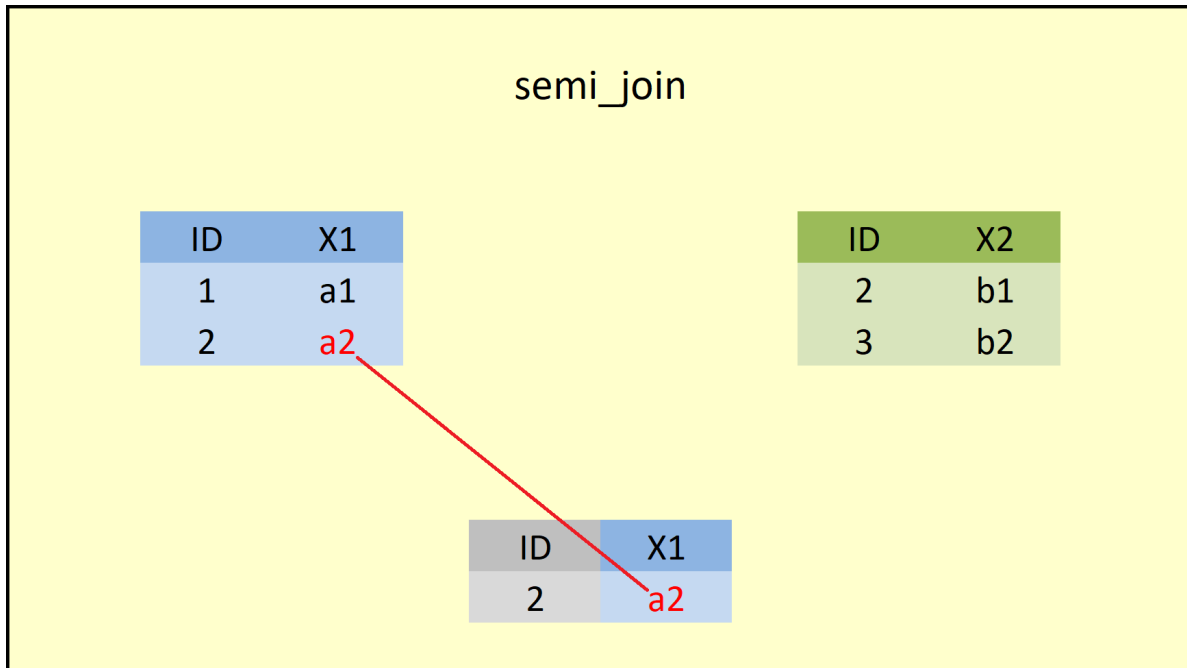 semi_join
ID X1 ID X2
1 a1 2 b1
2 a2 3 b2
ID X1
2 a2